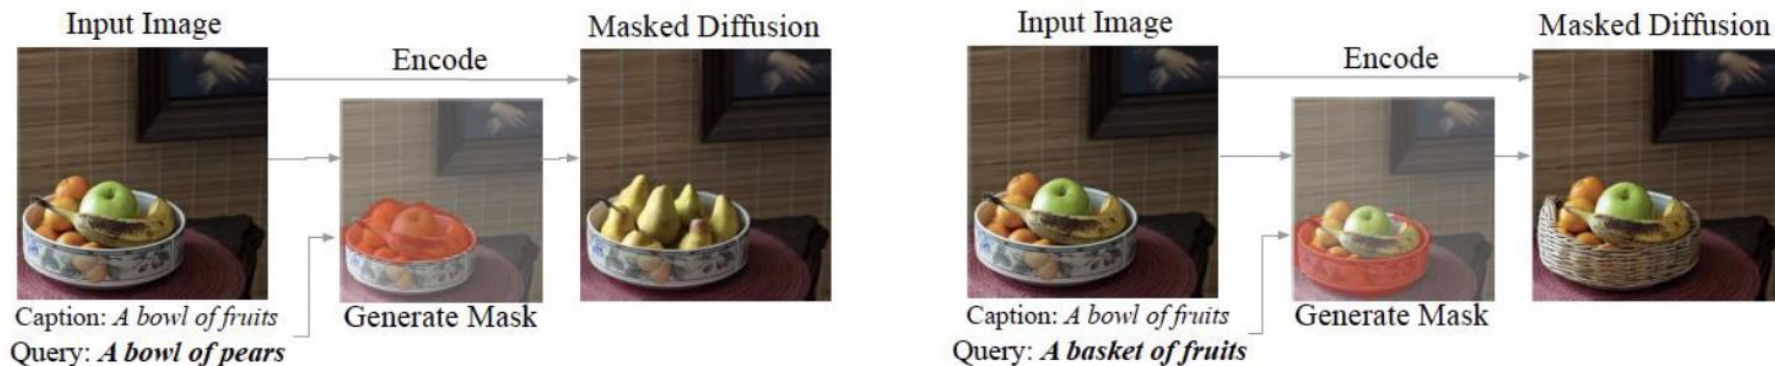 Input Image
Encode
Masked Diffusion
Generate Mask
Caption: A bowl of fruits
Query: A bowl of pears
Input Image
Encode
Masked Diffusion
Generate Mask
Caption: A bowl of fruits
Query: A basket of fruits